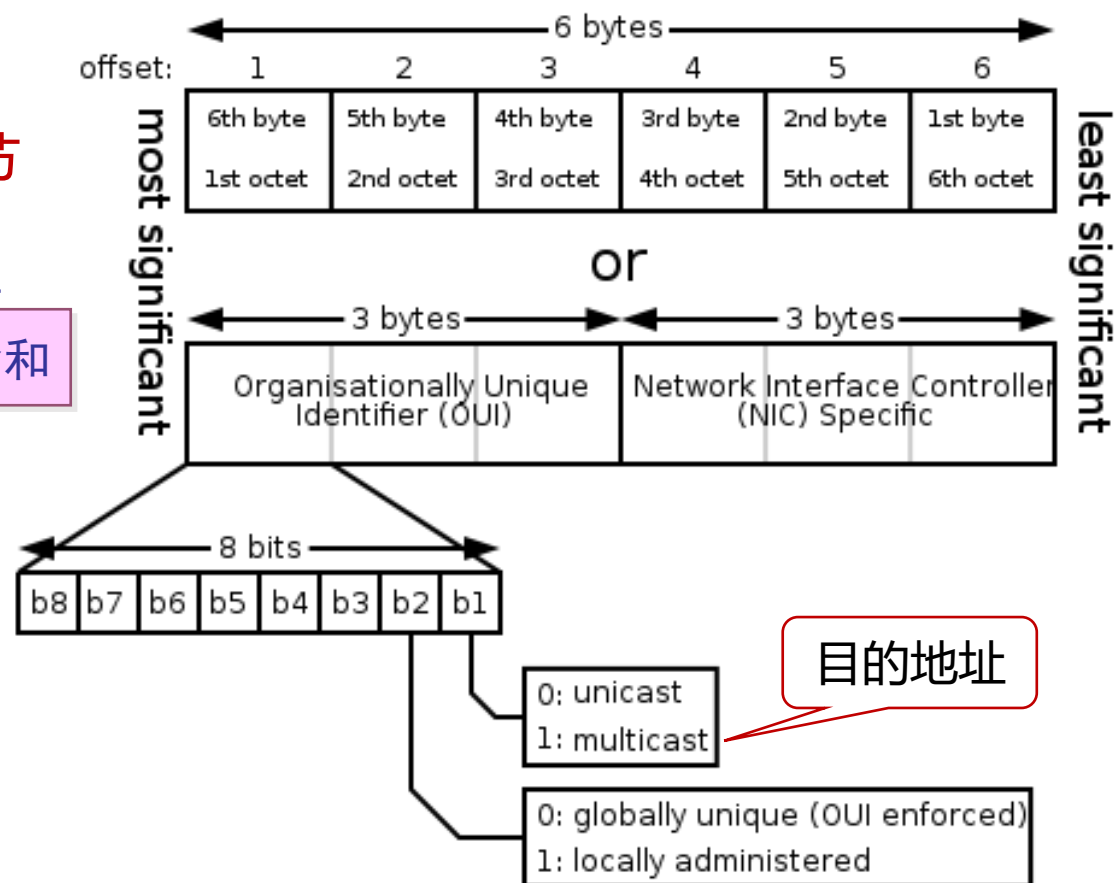 6 bytes
offset: 1 2 3 4 5 6
节
most significant
6th byte 5th byte 4th byte 3rd byte 2nd byte 1st byte
1st octet 2nd octet 3rd octet 4th octet 5th octet 6th octet
least significant
or
3 bytes 3 bytes
和
Organisationally Unique
Identifier (OUI)
Network Interface Controller
(NIC) Specific
8 bits
b8 b7 b6 b5 b4 b3 b2 b1
目的地址
0: unicast
1: multicast
0: globally unique (OUI enforced)
1: locally administered